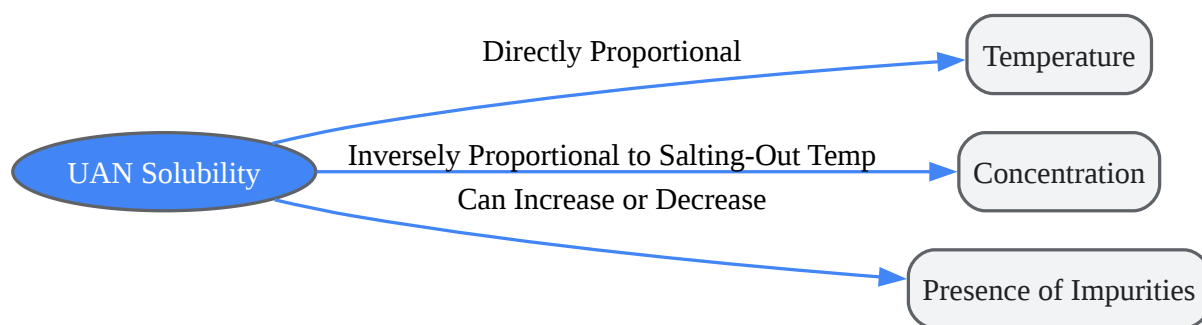 Directly Proportional
Temperature
UAN Solubility
Inversely Proportional to Salting-Out Temp
Concentration
Can Increase or Decrease
Presence of Impurities